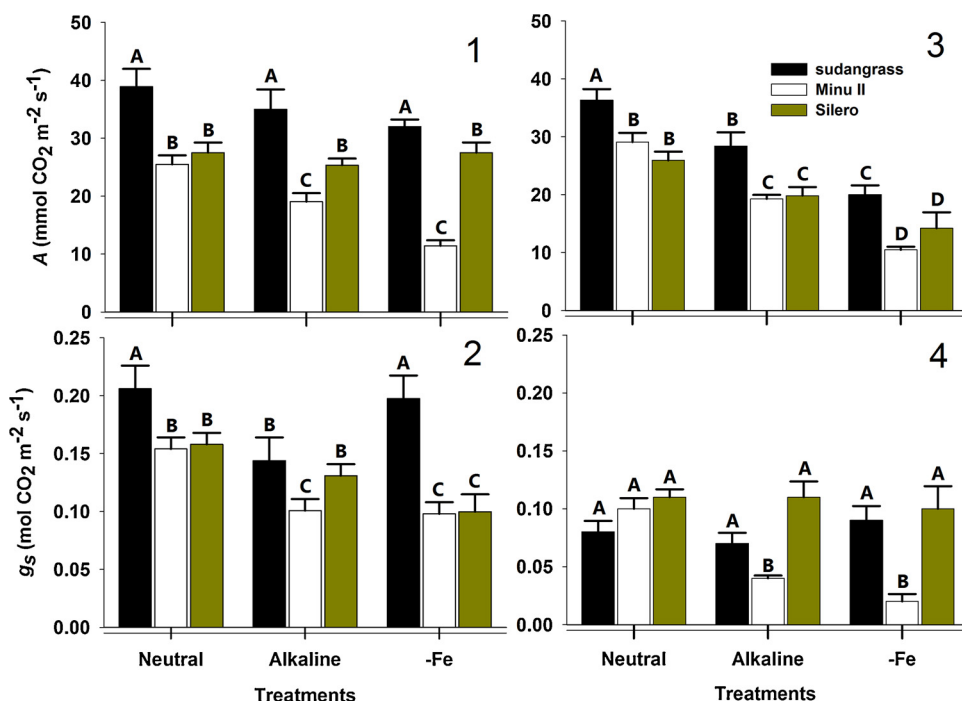 50
40
30
20
10
0
A (mmol CO2 m-2 s-1)
1
A
B
B
A
C
B
A
C
B
50
40
30
20
10
0
3
sudangrass
Minu II
Silero
A
B
B
B
C
C
C
D
D
0.25
0.20
0.15
0.10
0.05
0.00
gs (mol CO2 m-2 s-1)
2
A
B
B
B
C
B
A
C
C
Neutral Alkaline -Fe
Treatments
0.25
0.20
0.15
0.10
0.05
0.00
4
A
A
A
A
B
A
A
B
A
Neutral Alkaline -Fe
Treatments